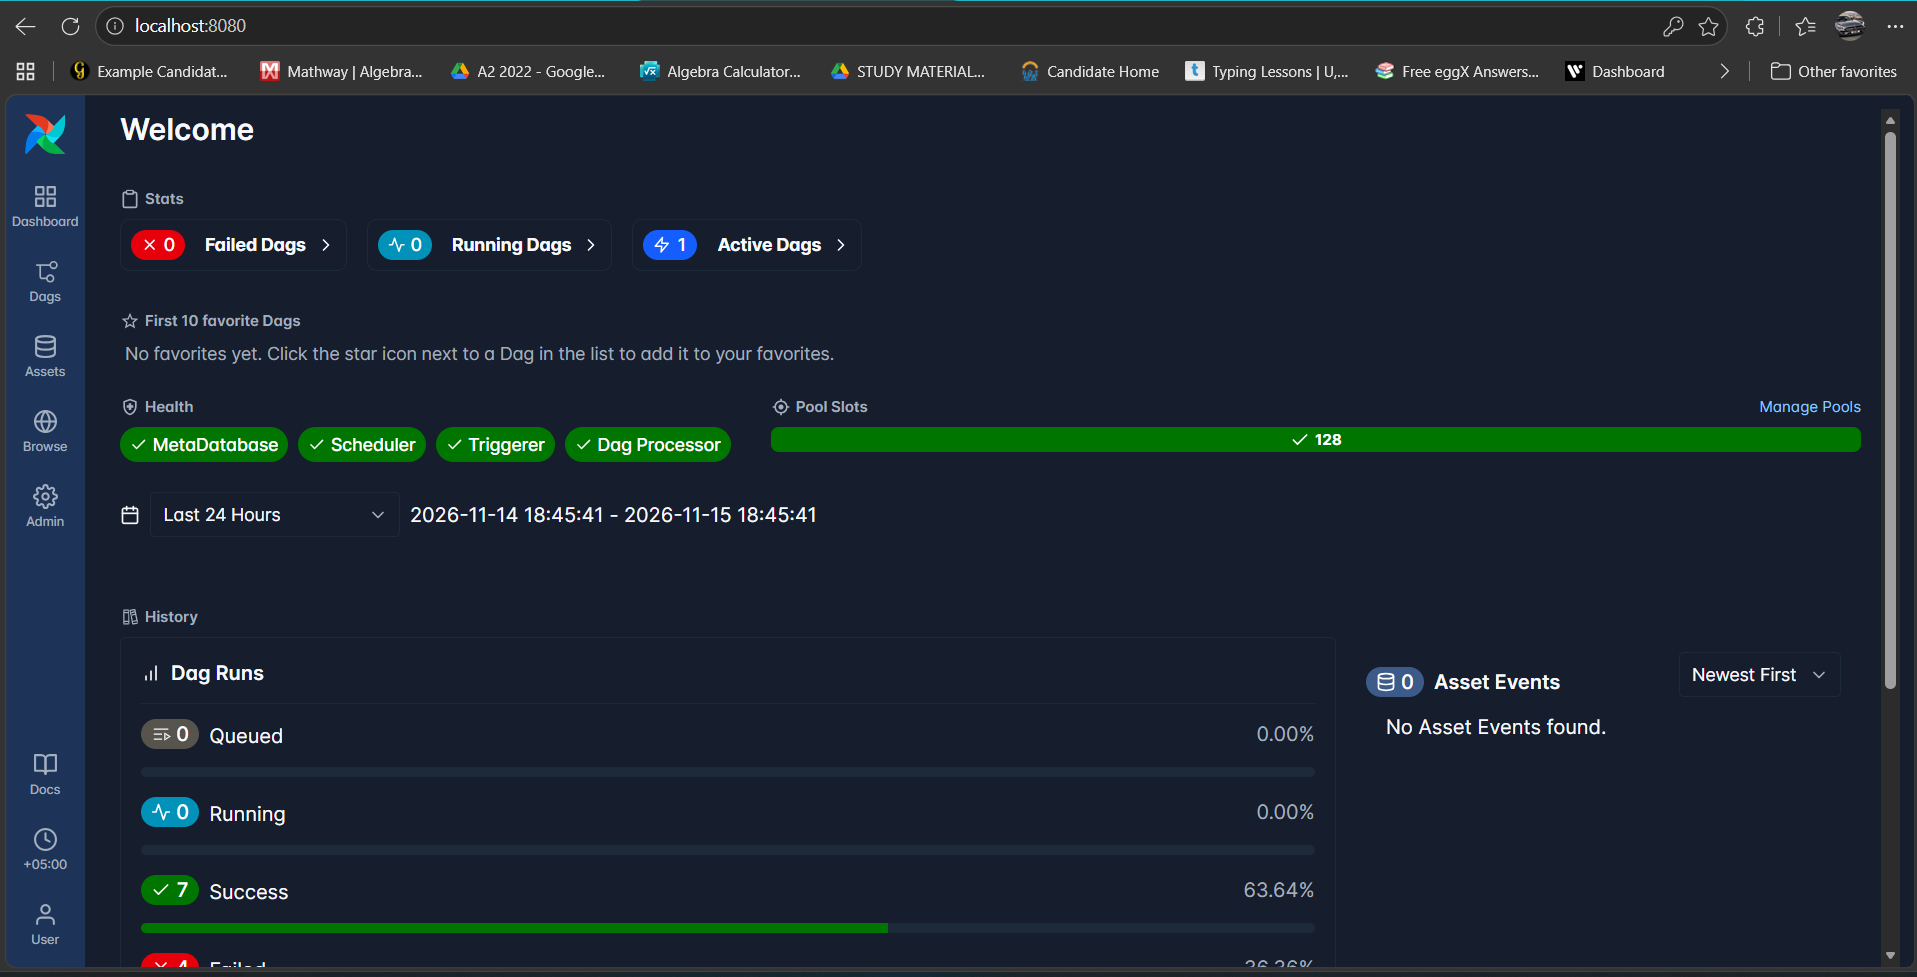 localhost:8080
Example Candidat...
Mathway | Algebra...
A2 2022 - Google...
Algebra Calculator...
STUDY MATERIAL...
Candidate Home
Typing Lessons | U,...
Free eggX Answers...
Dashboard
Other favorites
Dashboard
Dags
Assets
Browse
Admin
Docs
+05:00
User
Welcome
Stats
0 Failed Dags
0 Running Dags
1 Active Dags
First 10 favorite Dags
No favorites yet. Click the star icon next to a Dag in the list to add it to your favorites.
Health
MetaDatabase
Scheduler
Triggerer
Dag Processor
Pool Slots
Manage Pools
128
Last 24 Hours
2026-11-14 18:45:41 - 2026-11-15 18:45:41
History
Dag Runs
0 Queued 0.00%
0 Running 0.00%
7 Success 63.64%
4 Failed 36.36%
0 Asset Events
Newest First
No Asset Events found.